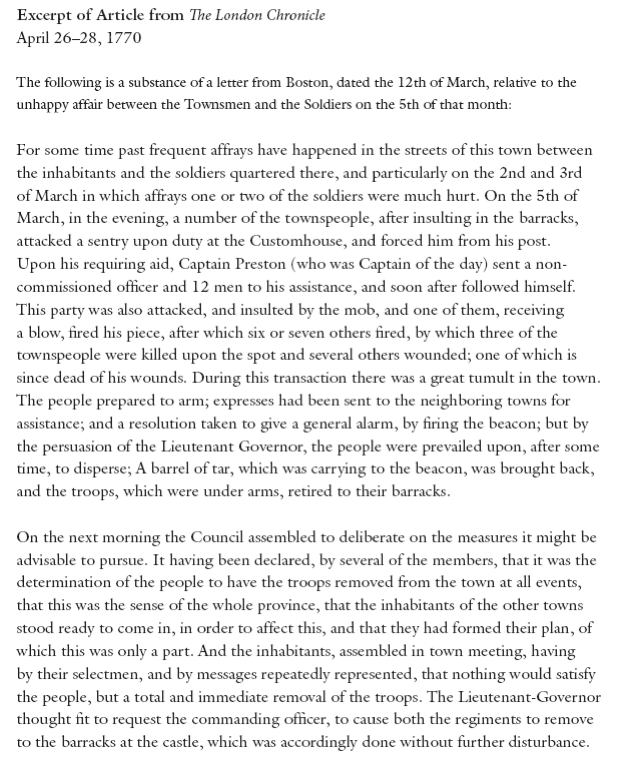 Excerpt of Article from The London Chronicle
April 26–28, 1770
The following is a substance of a letter from Boston, dated the 12th of March, relative to the
unhappy affair between the Townsmen and the Soldiers on the 5th of that month:
For some time past frequent affrays have happened in the streets of this town between
the inhabitants and the soldiers quartered there, and particularly on the 2nd and 3rd
of March in which affrays one or two of the soldiers were much hurt. On the 5th of
March, in the evening, a number of the townspeople, after insulting in the barracks,
attacked a sentry upon duty at the Customhouse, and forced him from his post.
Upon his requiring aid, Captain Preston (who was Captain of the day) sent a non-
commissioned officer and 12 men to his assistance, and soon after followed himself.
This party was also attacked, and insulted by the mob, and one of them, receiving
a blow, fired his piece, after which six or seven others fired, by which three of the
townspeople were killed upon the spot and several others wounded; one of which is
since dead of his wounds. During this transaction there was a great tumult in the town.
The people prepared to arm; expresses had been sent to the neighboring towns for
assistance; and a resolution taken to give a general alarm, by firing the beacon; but by
the persuasion of the Lieutenant Governor, the people were prevailed upon, after some
time, to disperse; A barrel of tar, which was carrying to the beacon, was brought back,
and the troops, which were under arms, retired to their barracks.
On the next morning the Council assembled to deliberate on the measures it might be
advisable to pursue. It having been declared, by several of the members, that it was the
determination of the people to have the troops removed from the town at all events,
that this was the sense of the whole province, that the inhabitants of the other towns
stood ready to come in, in order to affect this, and that they had formed their plan, of
which this was only a part. And the inhabitants, assembled in town meeting, having
by their selectmen, and by messages repeatedly represented, that nothing would satisfy
the people, but a total and immediate removal of the troops. The Lieutenant-Governor
thought fit to request the commanding officer, to cause both the regiments to remove
to the barracks at the castle, which was accordingly done without further disturbance.